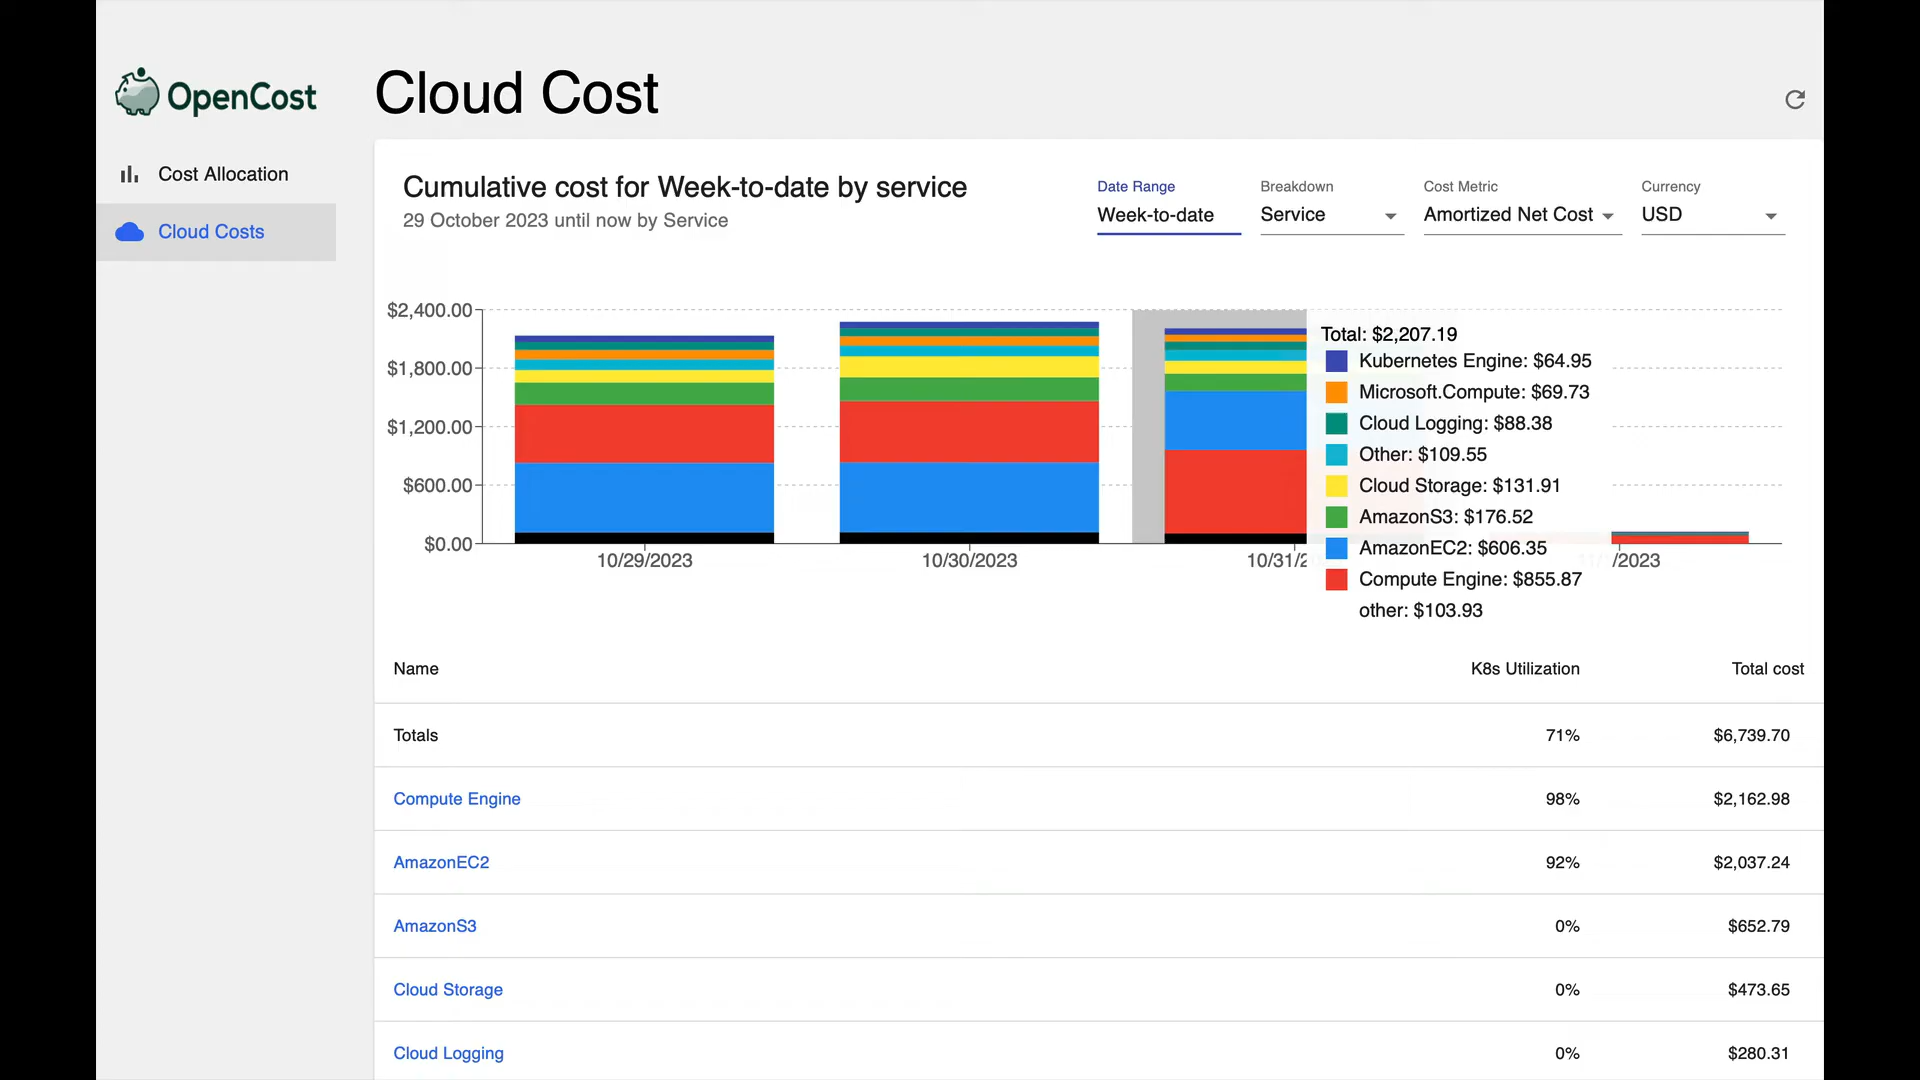 OpenCost
Cloud Cost
Cost Allocation
Cloud Costs
Cumulative cost for Week-to-date by service
29 October 2023 until now by Service
Date Range
Week-to-date
Breakdown
Service
Cost Metric
Amortized Net Cost
Currency
USD
$2,400.00
$1,800.00
$1,200.00
$600.00
$0.00
10/29/2023
10/30/2023
10/31/2
/2023
Total: $2,207.19
Kubernetes Engine: $64.95
Microsoft.Compute: $69.73
Cloud Logging: $88.38
Other: $109.55
Cloud Storage: $131.91
AmazonS3: $176.52
AmazonEC2: $606.35
Compute Engine: $855.87
other: $103.93
Name K8s Utilization Total cost
Totals 71% $6,739.70
Compute Engine 98% $2,162.98
AmazonEC2 92% $2,037.24
AmazonS3 0% $652.79
Cloud Storage 0% $473.65
Cloud Logging 0% $280.31